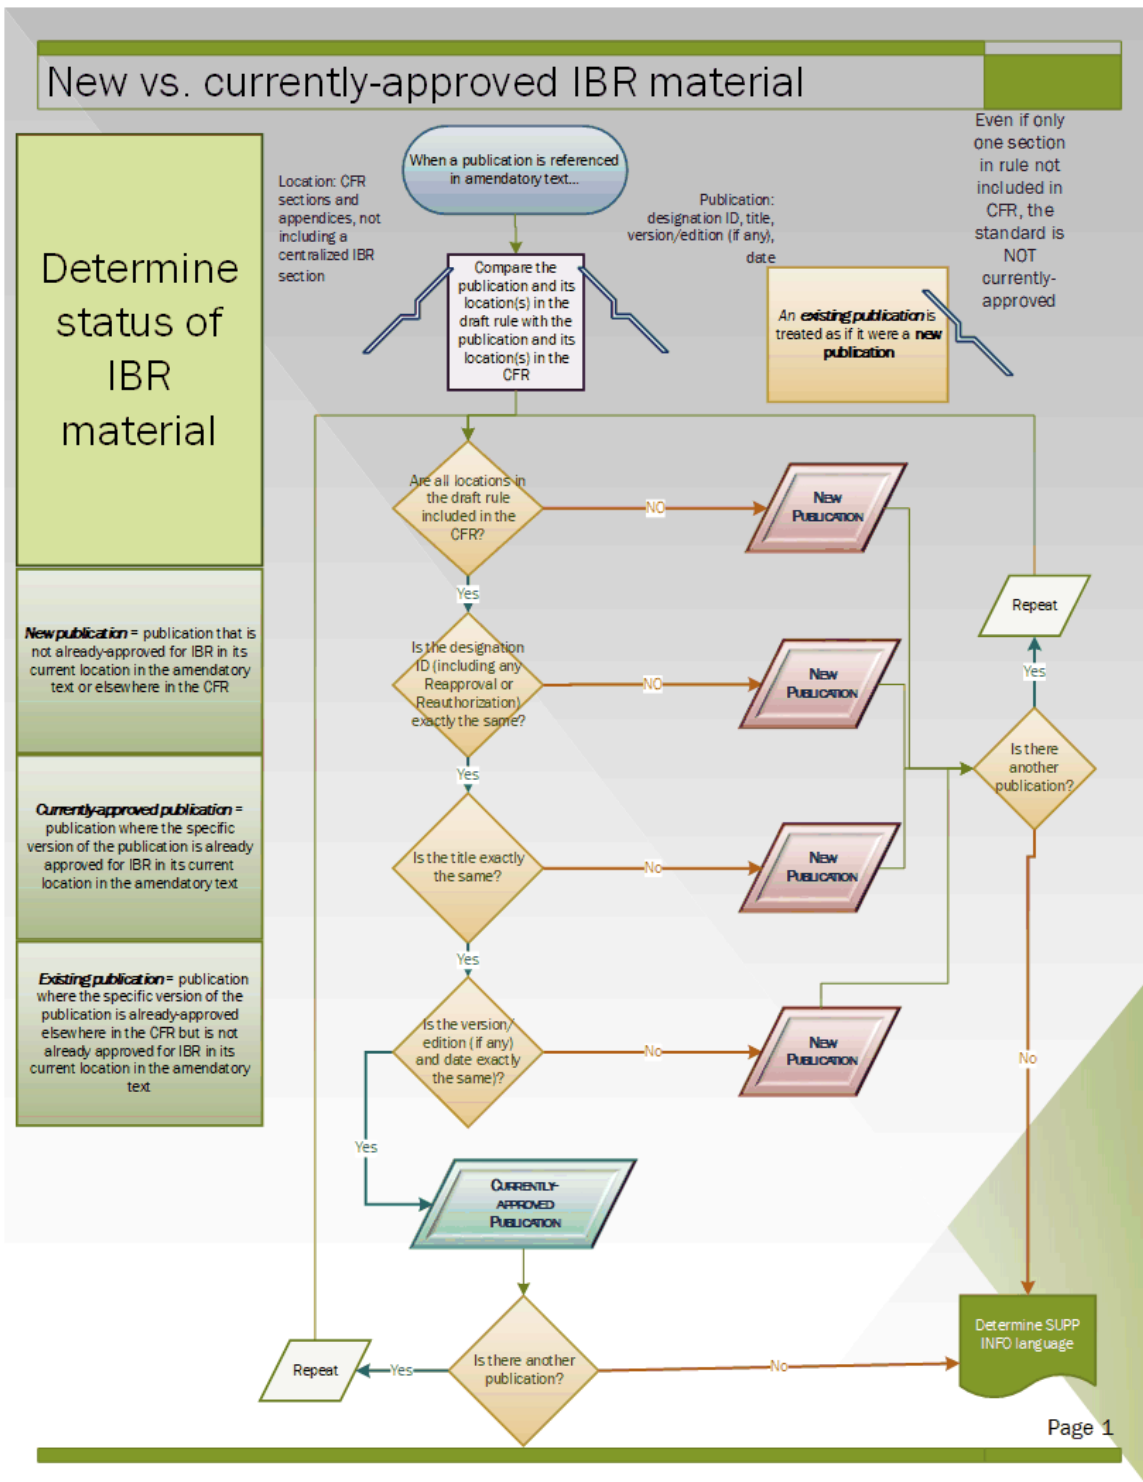 New vs. currently-approved IBR material
Determine
status of
IBR
material
New publication = publication that is
not already-approved for IBR in its
current location in the amendatory
text or elsewhere in the CFR
Currently-approved publication =
publication where the specific
version of the publication is already
approved for IBR in its current
location in the amendatory text
Existing publication = publication
where the specific version of the
publication is already-approved
elsewhere in the CFR but is not
already approved for IBR in its
current location in the amendatory
text
Location: CFR
sections and
appendices, not
including a
centralized IBR
section
When a publication is referenced
in amendatory text...
Publication:
designation ID, title,
version/edition (if any),
date
Even if only
one section
in rule not
included in
CFR, the
standard is
NOT
currently-
approved
Compare the
publication and its
location(s) in the
draft rule with the
publication and its
location(s) in the
CFR
An existing publication is
treated as if it were a new
publication
Are all locations in
the draft rule
included in the
CFR?
NO
NEW
PUBLICATION
Yes
Is the designation
ID (including any
Reapproval or
Reauthorization)
exactly the same?
NO
NEW
PUBLICATION
Repeat
Yes
Is there
another
publication?
Yes
Is the title exactly
the same?
No
NEW
PUBLICATION
Yes
Is the version/
edition (if any)
and date exactly
the same)?
No
NEW
PUBLICATION
No
Yes
CURRENTLY-
APPROVED
PUBLICATION
Is there another
publication?
Yes
Repeat
No
Determine SUPP
INFO language
Page 1